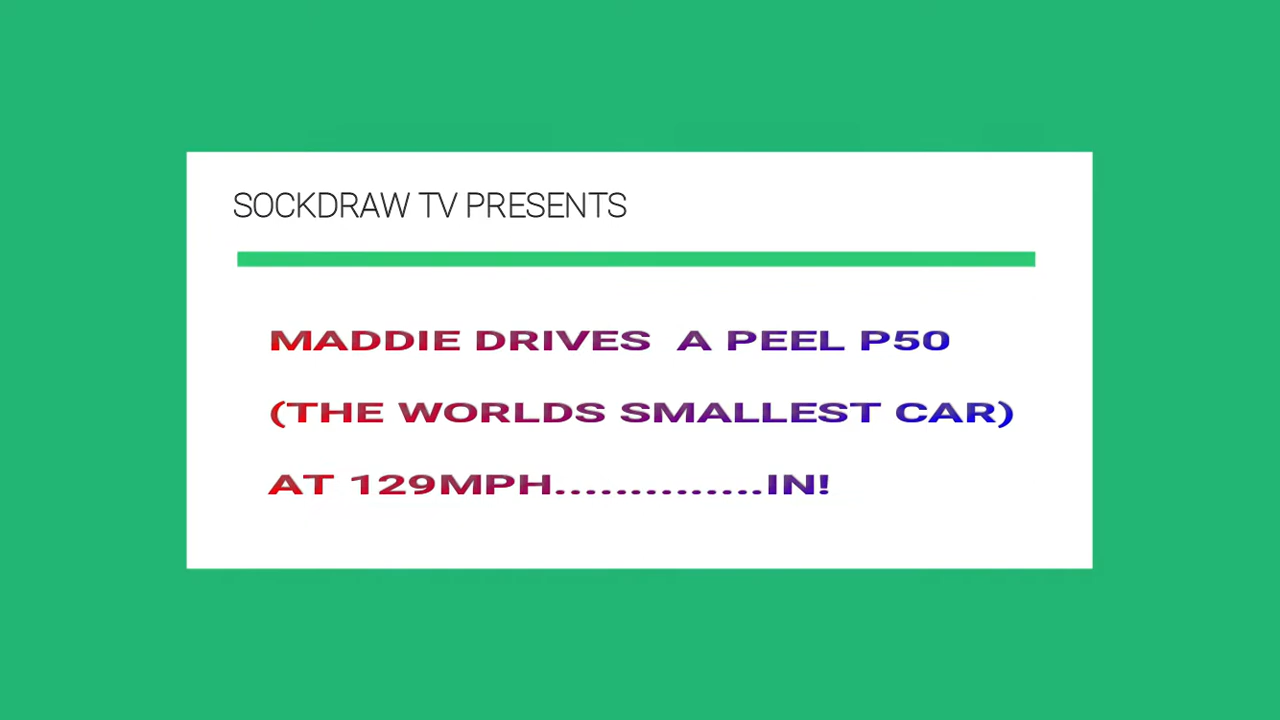 SOCKDRAW TV PRESENTS
MADDIE DRIVES  A PEEL P50
(THE WORLDS SMALLEST CAR)
AT 129MPH..............IN!